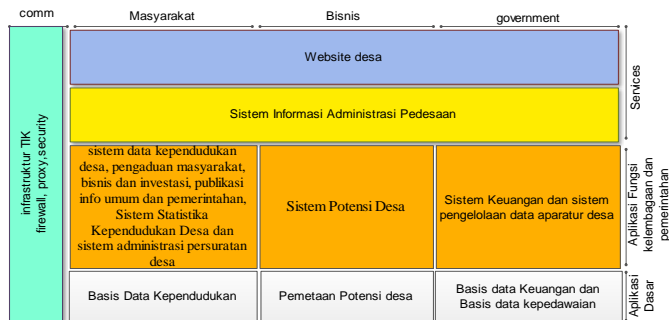 comm
Masyarakat
Bisnis
government
Website desa
Sistem Informasi Administrasi Pedesaan
Services
infrastruktur TIK
firewall, proxy,security
sistem data kependudukan
desa, pengaduan masyarakat,
bisnis dan investasi, publikasi
info umum dan pemerintahan,
Sistem Statistika
Kependudukan Desa dan
sistem administrasi persuratan
desa
Sistem Potensi Desa
Sistem Keuangan dan sistem
pengelolaan data aparatur desa
Aplikasi Fungsi
kelembagaan dan
pemerintahan
Basis Data Kependudukan
Pemetaan Potensi desa
Basis data Keuangan dan
Basis data kepedawaian
Aplikasi
Dasar